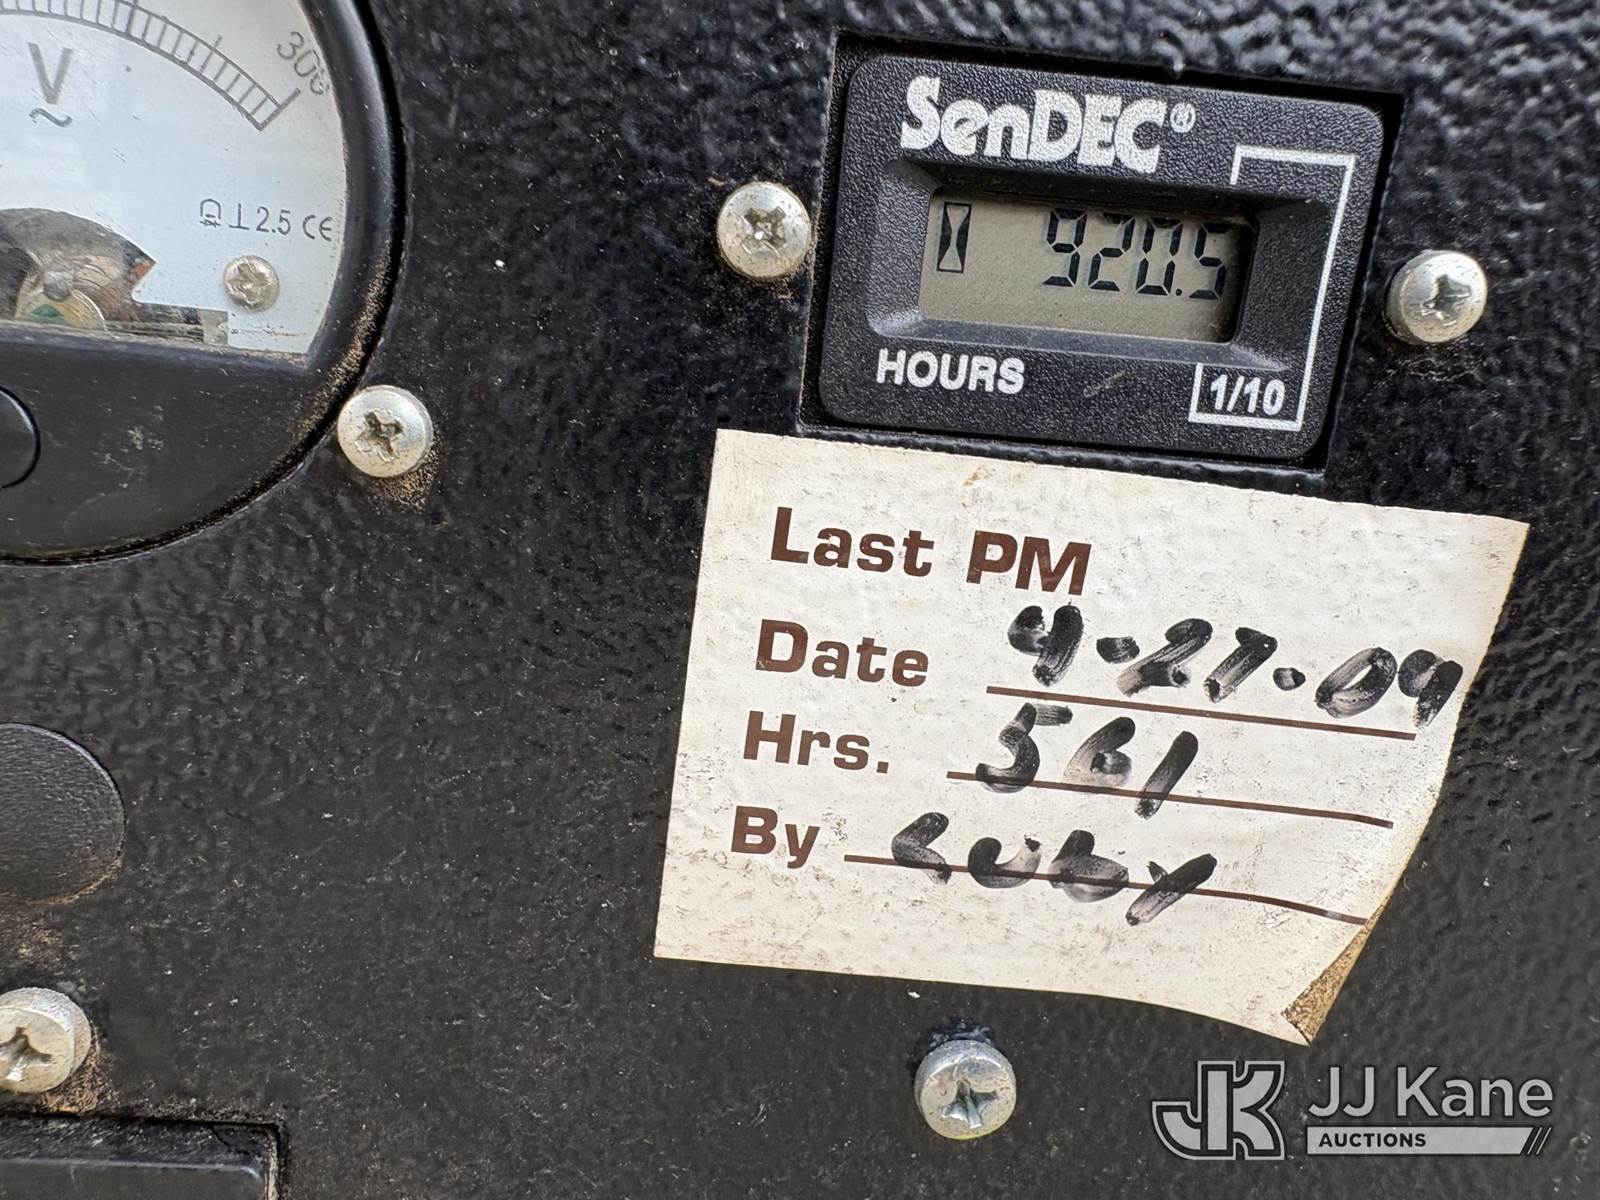 300
V
~
2.5 CE
SenDEC®
920.5
HOURS
1/10
Last PM
Date 4-27-09
Hrs. 561
By
JK JJ Kane
AUCTIONS